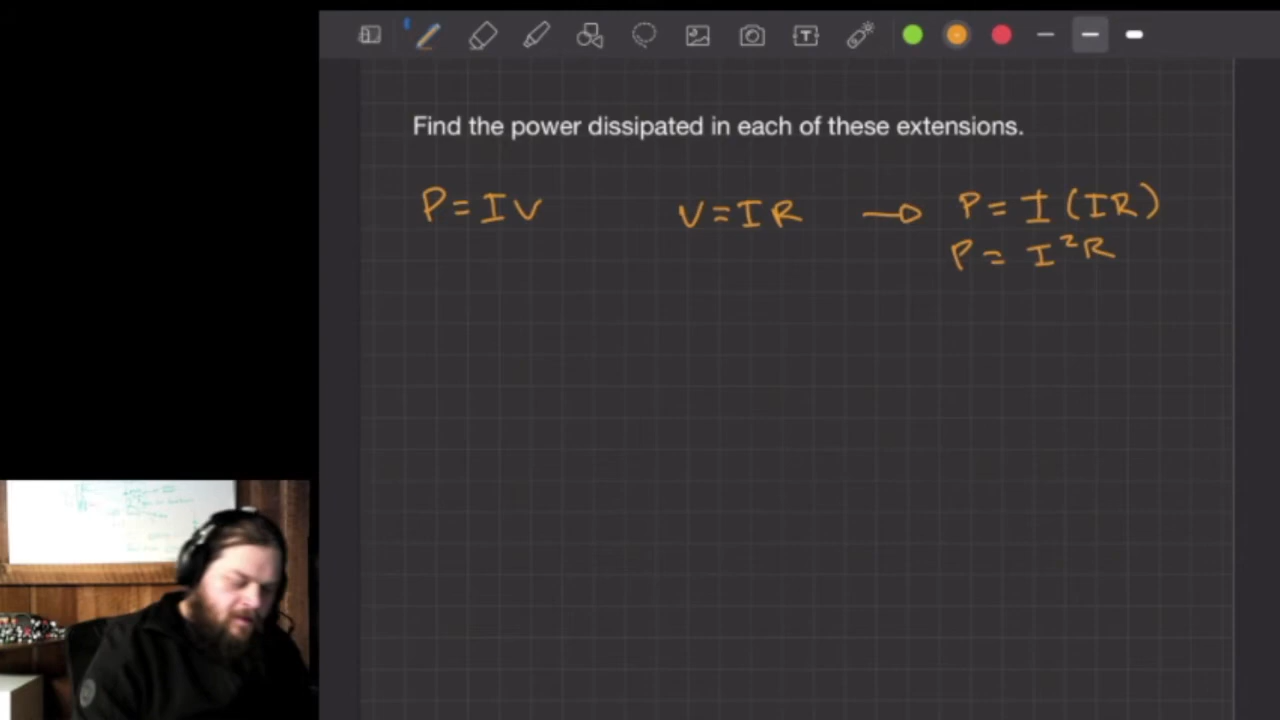 Find the power dissipated in each of these extensions.
P = IV V = IR → P = I (IR)
P = I²R